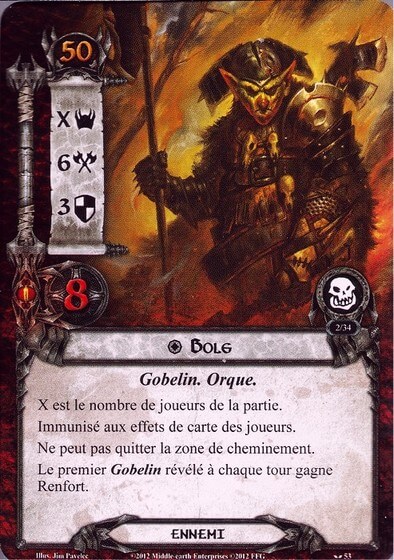 50
X
6
3
8
2/34
Bolg
Gobelin. Orque.
X est le nombre de joueurs de la partie.
Immunisé aux effets de carte des joueurs.
Ne peut pas quitter la zone de cheminement.
Le premier Gobelin révélé à chaque tour gagne
Renfort.
ENNEMI
Illus. Jim Pavelec ©2012 Middle-earth Enterprises ©2012 FFG 53